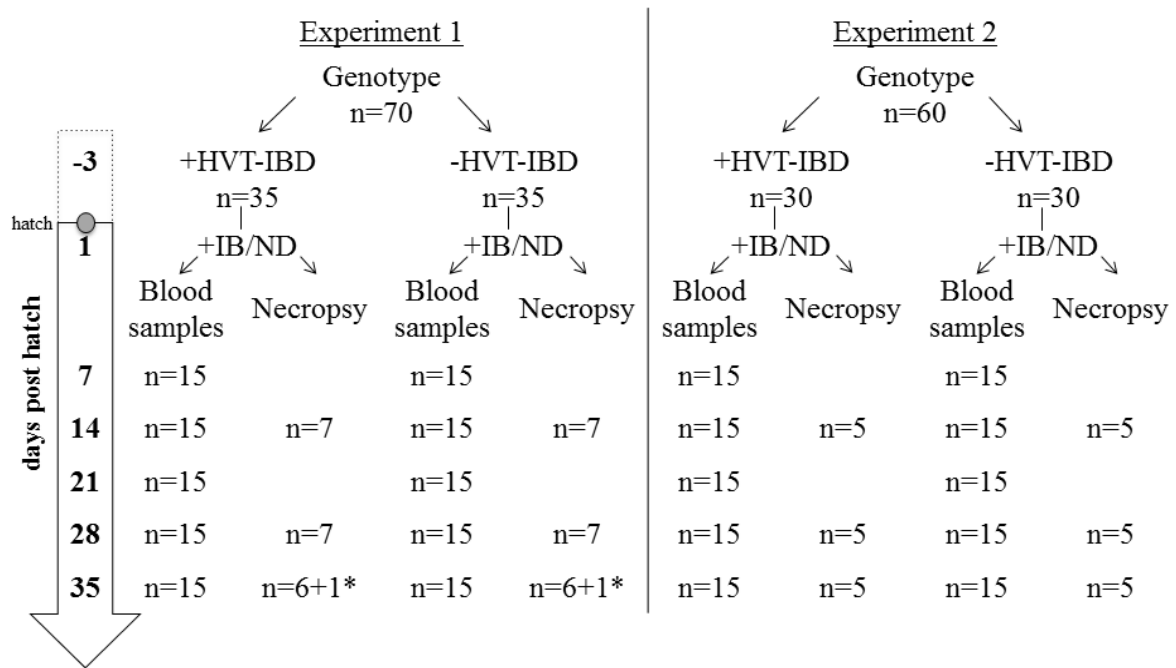 Experiment 1 Experiment 2
Genotype Genotype
n=70 n=60
-3 +HVT-IBD -HVT-IBD +HVT-IBD -HVT-IBD
n=35 n=35 n=30 n=30
hatch
1 +IB/ND +IB/ND +IB/ND +IB/ND
Blood Blood Blood Blood
samples Necropsy samples Necropsy samples Necropsy samples Necropsy
days post hatch
7 n=15 n=15 n=15 n=15
14 n=15 n=7 n=15 n=7 n=15 n=5 n=15 n=5
21 n=15 n=15 n=15 n=15
28 n=15 n=7 n=15 n=7 n=15 n=5 n=15 n=5
35 n=15 n=6+1* n=15 n=6+1* n=15 n=5 n=15 n=5